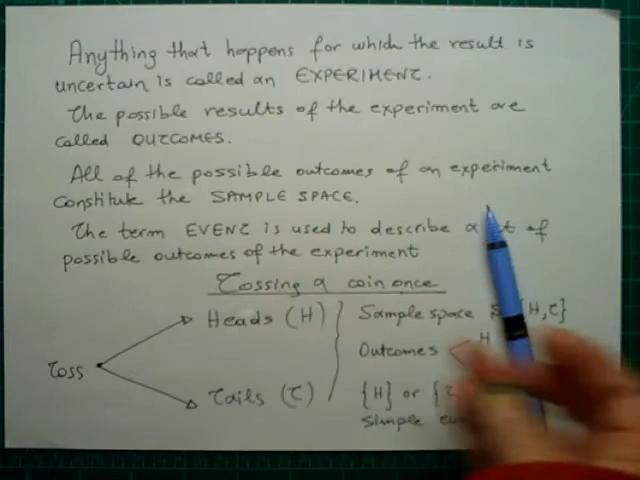 Anything that happens for which the result is
uncertain is called an EXPERIMENT.
The possible results of the experiment are
called OUTCOMES.
All of the possible outcomes of an experiment
constitute the SAMPLE SPACE.
The term EVENT is used to describe a of
possible outcomes of the experiment
Tossing a coin once
Heads (H)
Toss
Tails (T)
Sample space {H,T}
Outcomes H
{H} or {T
Simple